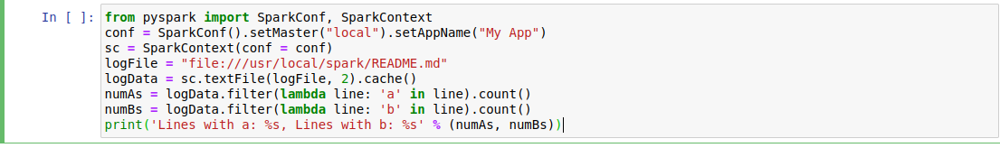 In [ ]: from pyspark import SparkConf, SparkContext
conf = SparkConf().setMaster("local").setAppName("My App")
sc = SparkContext(conf = conf)
logFile = "file:///usr/local/spark/README.md"
logData = sc.textFile(logFile, 2).cache()
numAs = logData.filter(lambda line: 'a' in line).count()
numBs = logData.filter(lambda line: 'b' in line).count()
print('Lines with a: %s, Lines with b: %s' % (numAs, numBs))